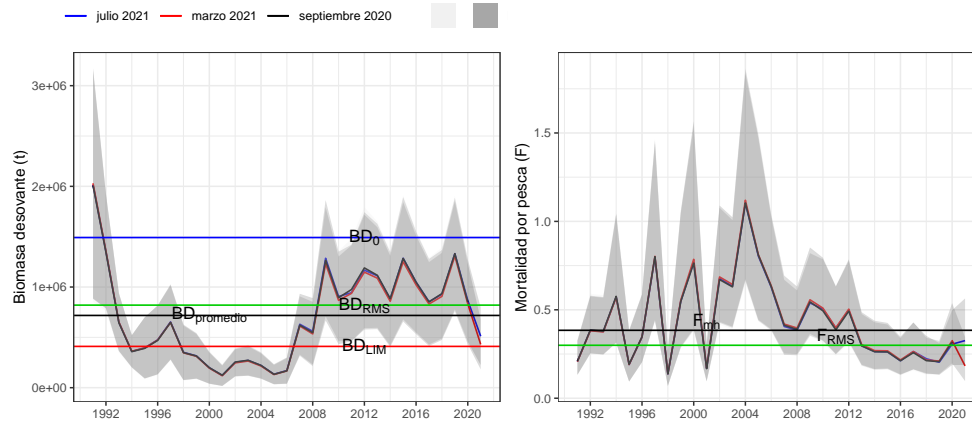 julio 2021 marzo 2021 septiembre 2020
Biomasa desovante (t)
3e+06
2e+06
1e+06
0e+00
BD0
BDRMS
BDpromedio
BDLIM
1992 1996 2000 2004 2008 2012 2016 2020
Mortalidad por pesca (F)
1.5
1.0
0.5
0.0
Fmh
FRMS
1992 1996 2000 2004 2008 2012 2016 2020